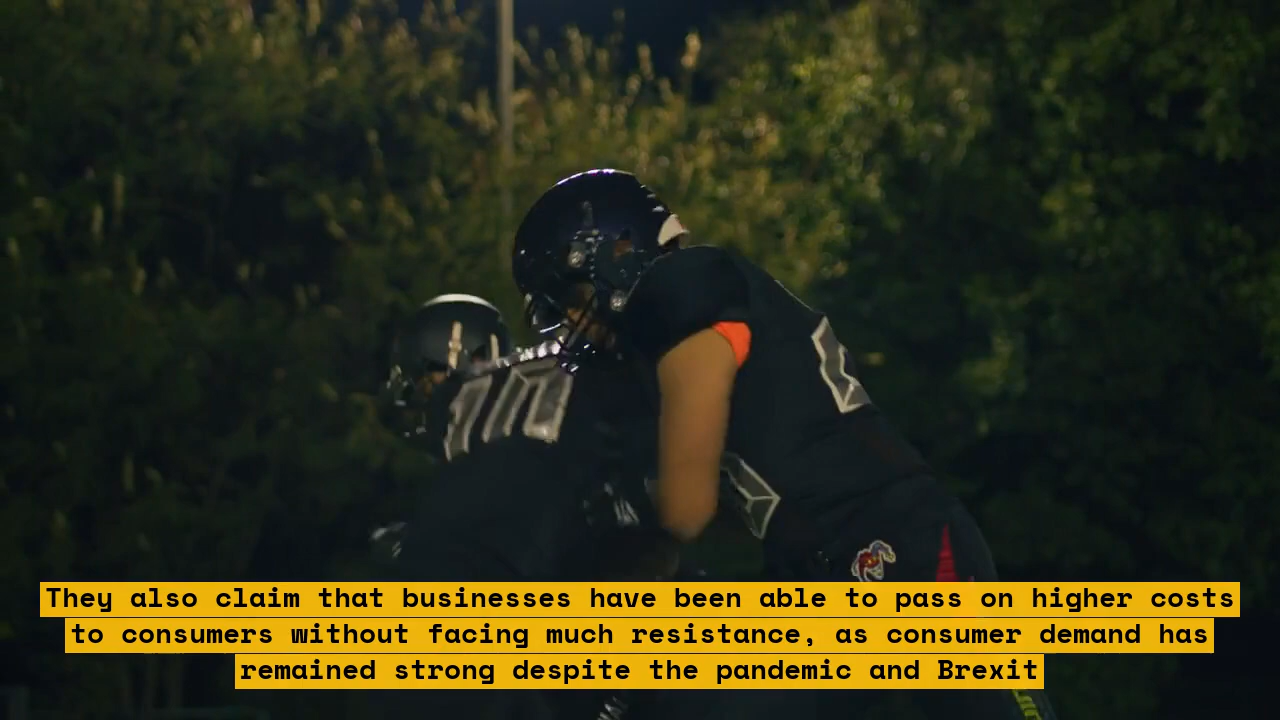 They also claim that businesses have been able to pass on higher costs
to consumers without facing much resistance, as consumer demand has
remained strong despite the pandemic and Brexit